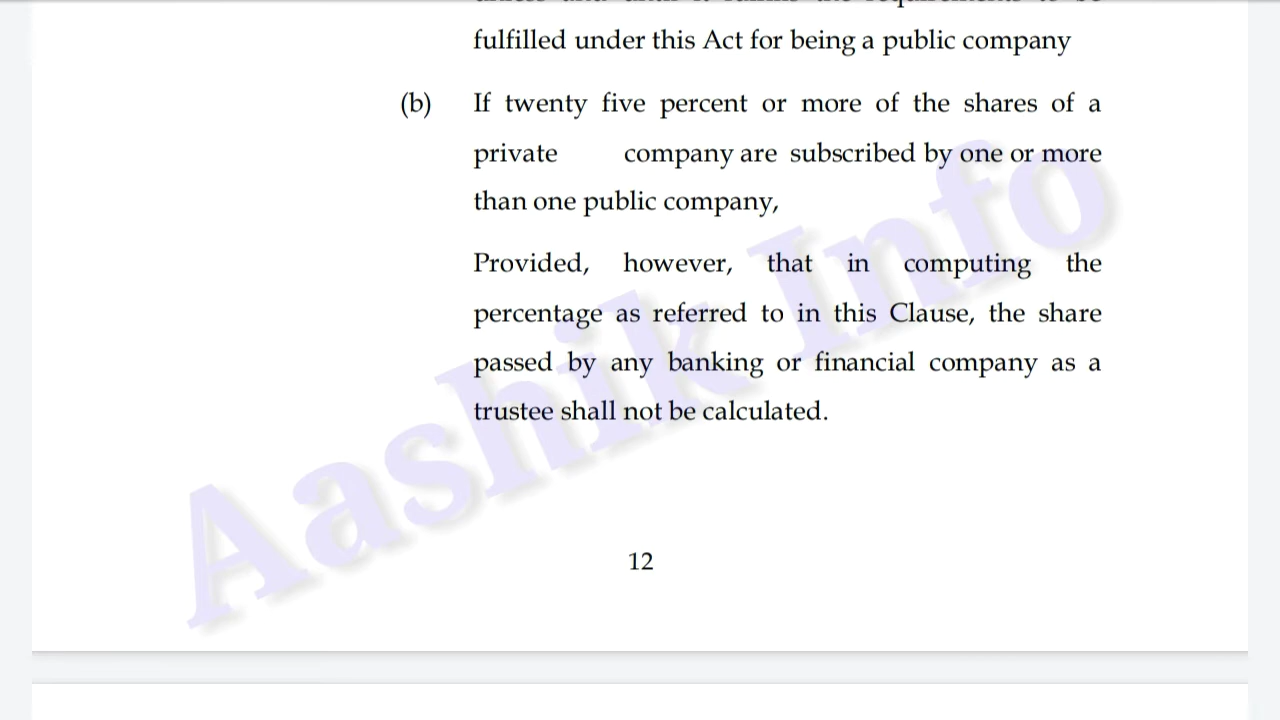 fulfilled under this Act for being a public company
(b) If twenty five percent or more of the shares of a
private company are subscribed by one or more
than one public company,
Provided, however, that in computing the
percentage as referred to in this Clause, the share
passed by any banking or financial company as a
trustee shall not be calculated.
Aashik Info
12